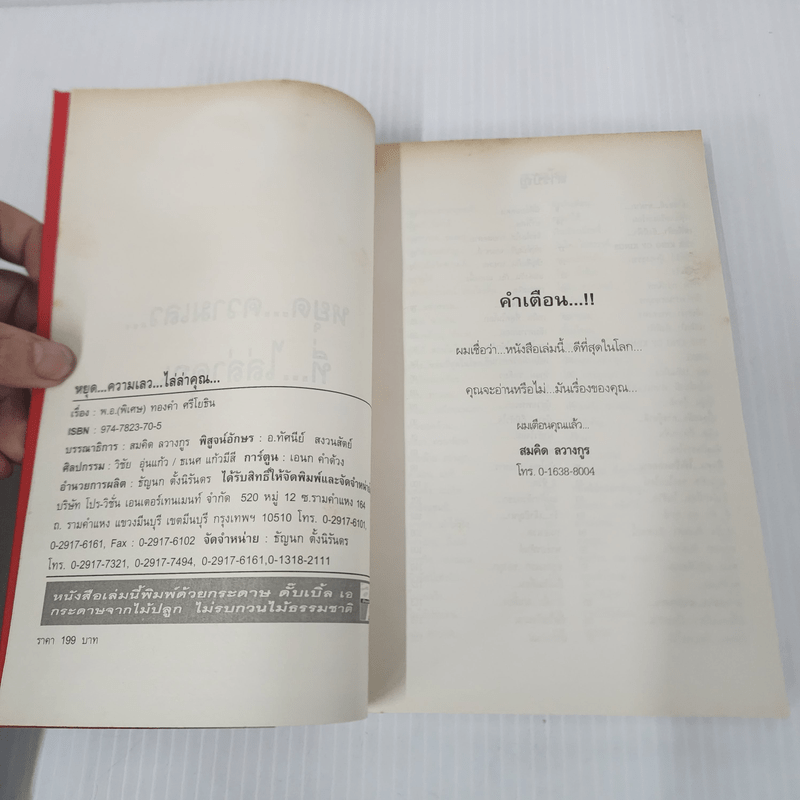 หยุด...ความเลว...ไล่ล่าคุณ...
เรื่อง : พ.อ.(พิเศษ) ทองคำ ศรีโยธิน
ISBN : 974-7823-70-5
บรรณาธิการ : สมคิด ลวางกูร พิสูจน์อักษร : อ.ทัศนีย์ สงวนสัตย์
ศิลปกรรม : วิชัย อุ่นแก้ว / ธเนศ แก้วมีสี การ์ตูน : เอนก คำด้วง
อำนวยการผลิต : ธัญนก ตั้งนิรันดร ได้รับสิทธิ์ให้จัดพิมพ์และจัดจำหน่าย
บริษัท โปร-วิชั่น เอนเตอร์เทนเมนท์ จำกัด 520 หมู่ 12 ซ.รามคำแหง 164
ถ. รามคำแหง แขวงมีนบุรี เขตมีนบุรี กรุงเทพฯ 10510 โทร. 0-2917-6101,
0-2917-6161, Fax : 0-2917-6102 จัดจำหน่าย : ธัญนก ตั้งนิรันดร
โทร. 0-2917-7321, 0-2917-7494, 0-2917-6161,0-1318-2111
หนังสือเล่มนี้พิมพ์ด้วยกระดาษ ดั๊บเบิ้ล เอ
กระดาษจากไม้ปลูก ไม่รบกวนไม้ธรรมชาติ
ราคา 199 บาท
คำเตือน...!!
ผมเชื่อว่า...หนังสือเล่มนี้...ดีที่สุดในโลก...
คุณจะอ่านหรือไม่...มันเรื่องของคุณ...
ผมเตือนคุณแล้ว...
สมคิด ลวางกูร
โทร. 0-1638-8004